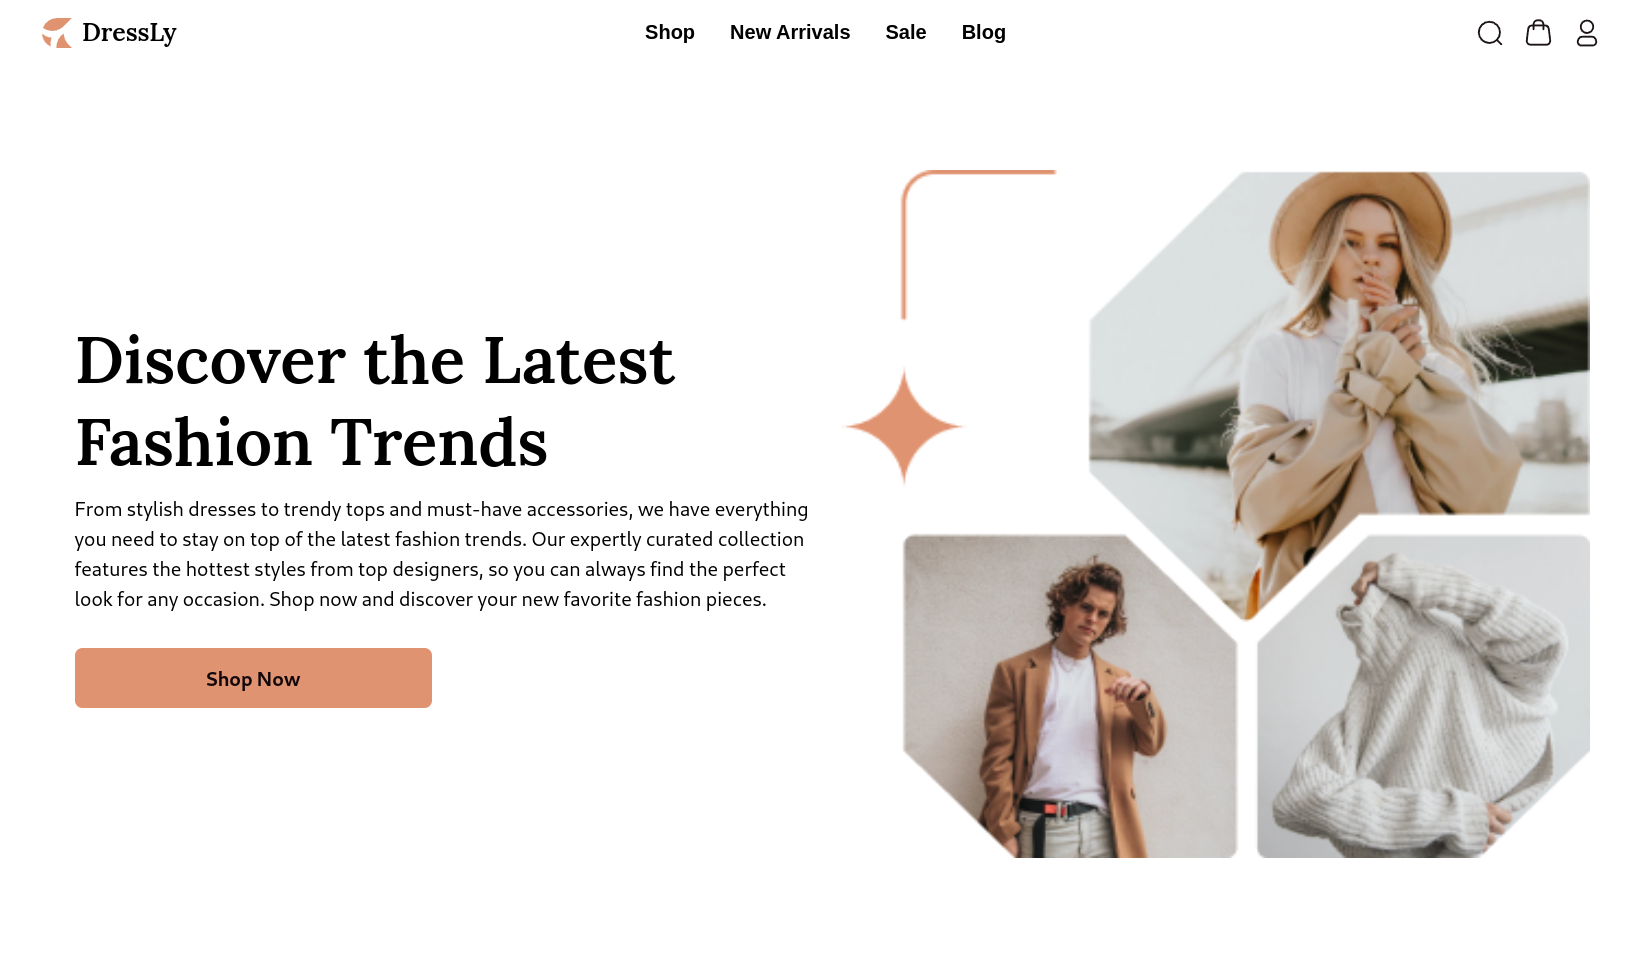 DressLy
Shop
New Arrivals
Sale
Blog
Discover the Latest
Fashion Trends
From stylish dresses to trendy tops and must-have accessories, we have everything
you need to stay on top of the latest fashion trends. Our expertly curated collection
features the hottest styles from top designers, so you can always find the perfect
look for any occasion. Shop now and discover your new favorite fashion pieces.
Shop Now